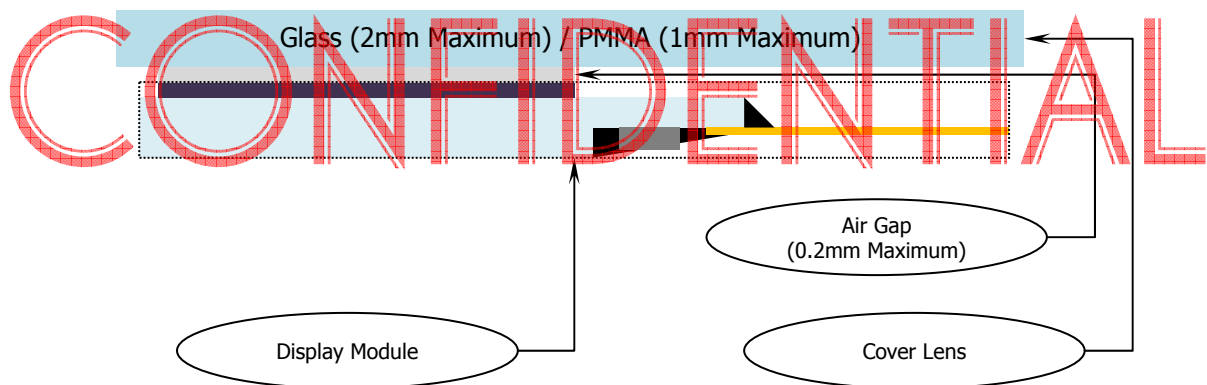 Glass (2mm Maximum) / PMMA (1mm Maximum)
CONFIDENTIAL
Air Gap
(0.2mm Maximum)
Display Module
Cover Lens